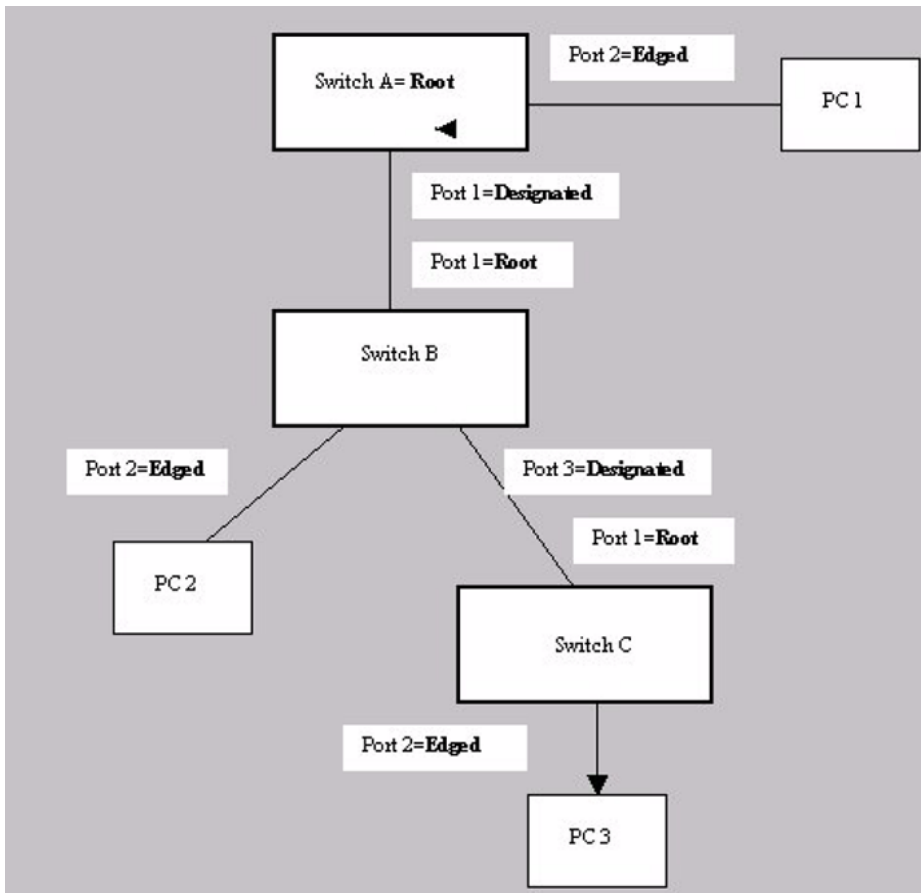 Port 2=Edged
Switch A= Root
PC 1
Port 1=Designated
Port 1=Root
Switch B
Port 2=Edged
Port 3=Designated
Port 1=Root
PC 2
Switch C
Port 2=Edged
PC 3